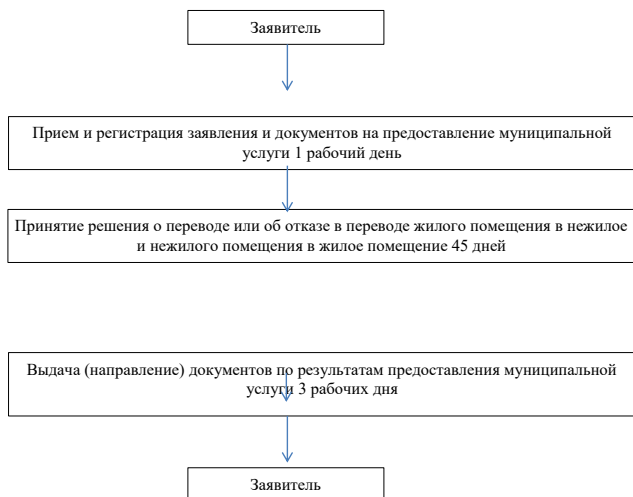 Заявитель
Прием и регистрация заявления и документов на предоставление муниципальной
услуги 1 рабочий день
Принятие решения о переводе или об отказе в переводе жилого помещения в нежилое
и нежилого помещения в жилое помещение 45 дней
Выдача (направление) документов по результатам предоставления муниципальной
услуги 3 рабочих дня
Заявитель